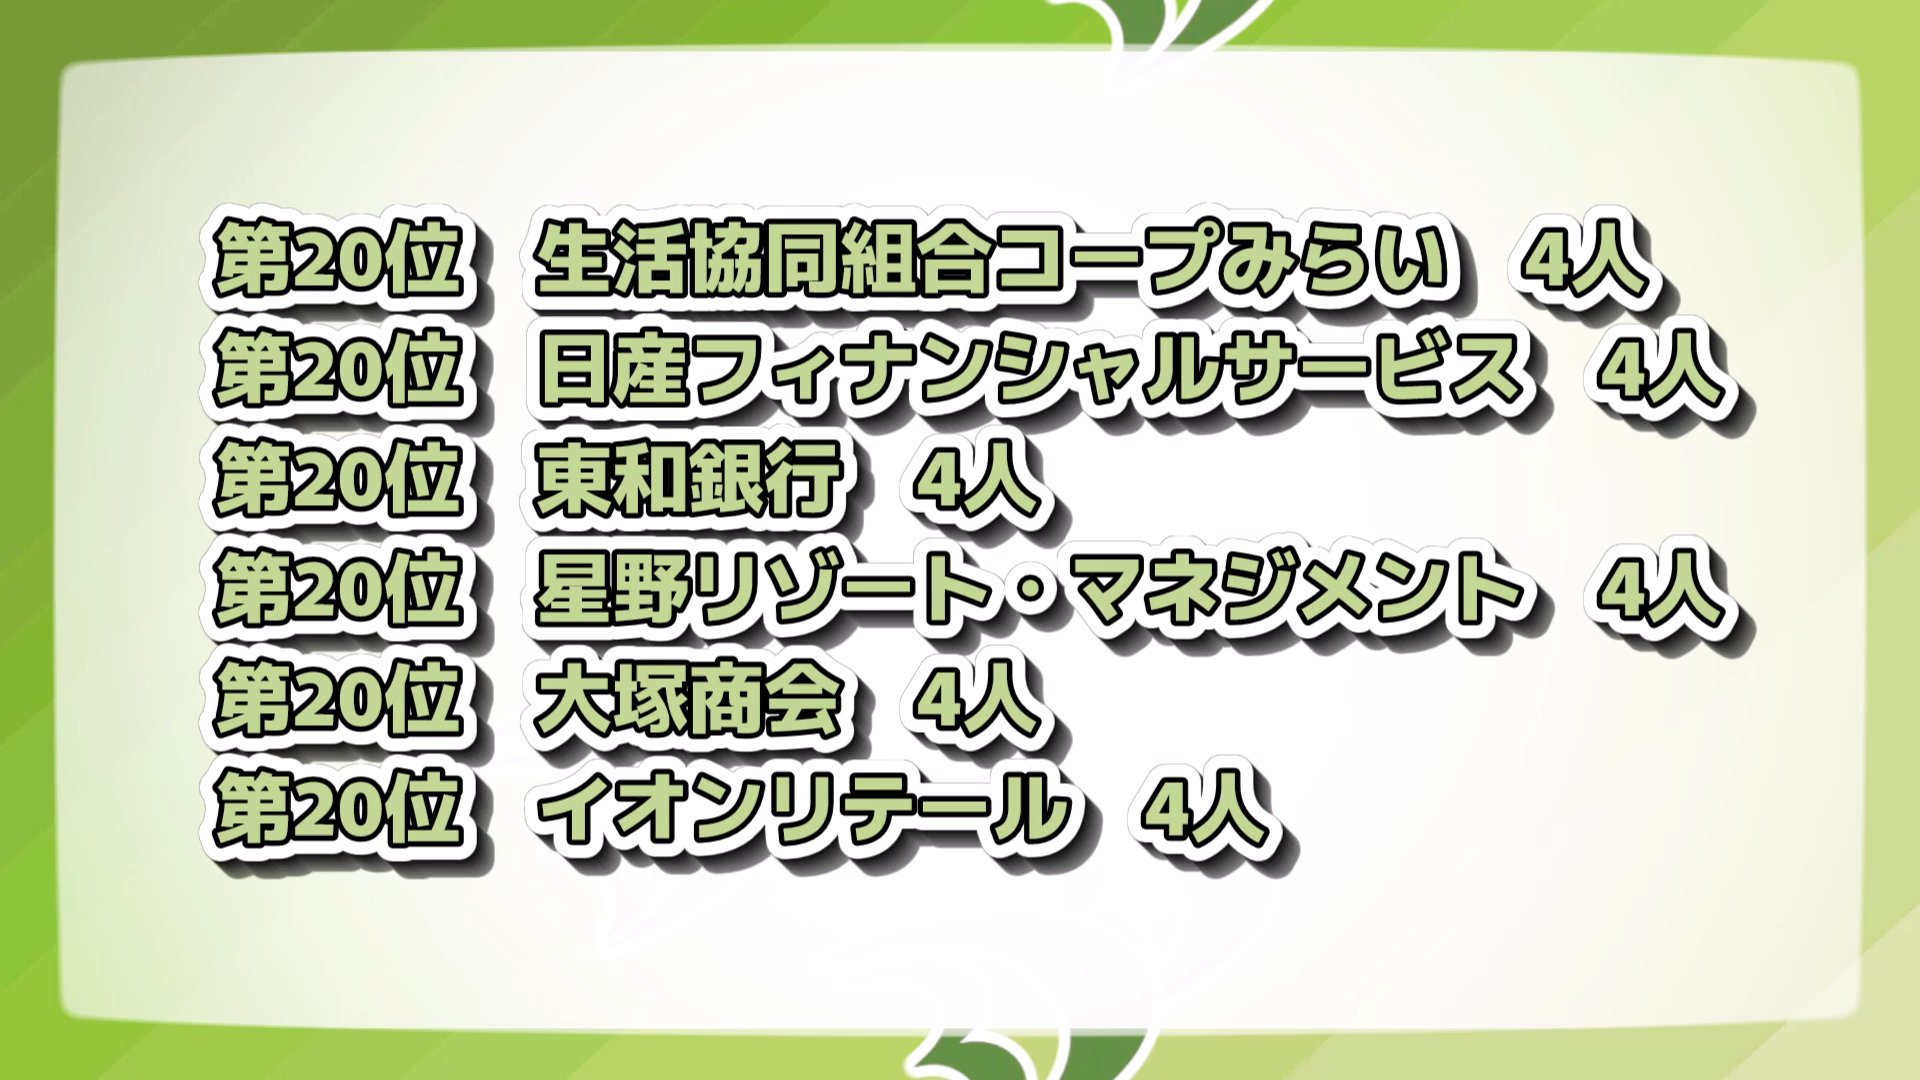 第20位　生活協同組合コープみらい　4人
第20位　日産フィナンシャルサービス　4人
第20位　東和銀行　4人
第20位　星野リゾート・マネジメント　4人
第20位　大塚商会　4人
第20位　イオンリテール　4人